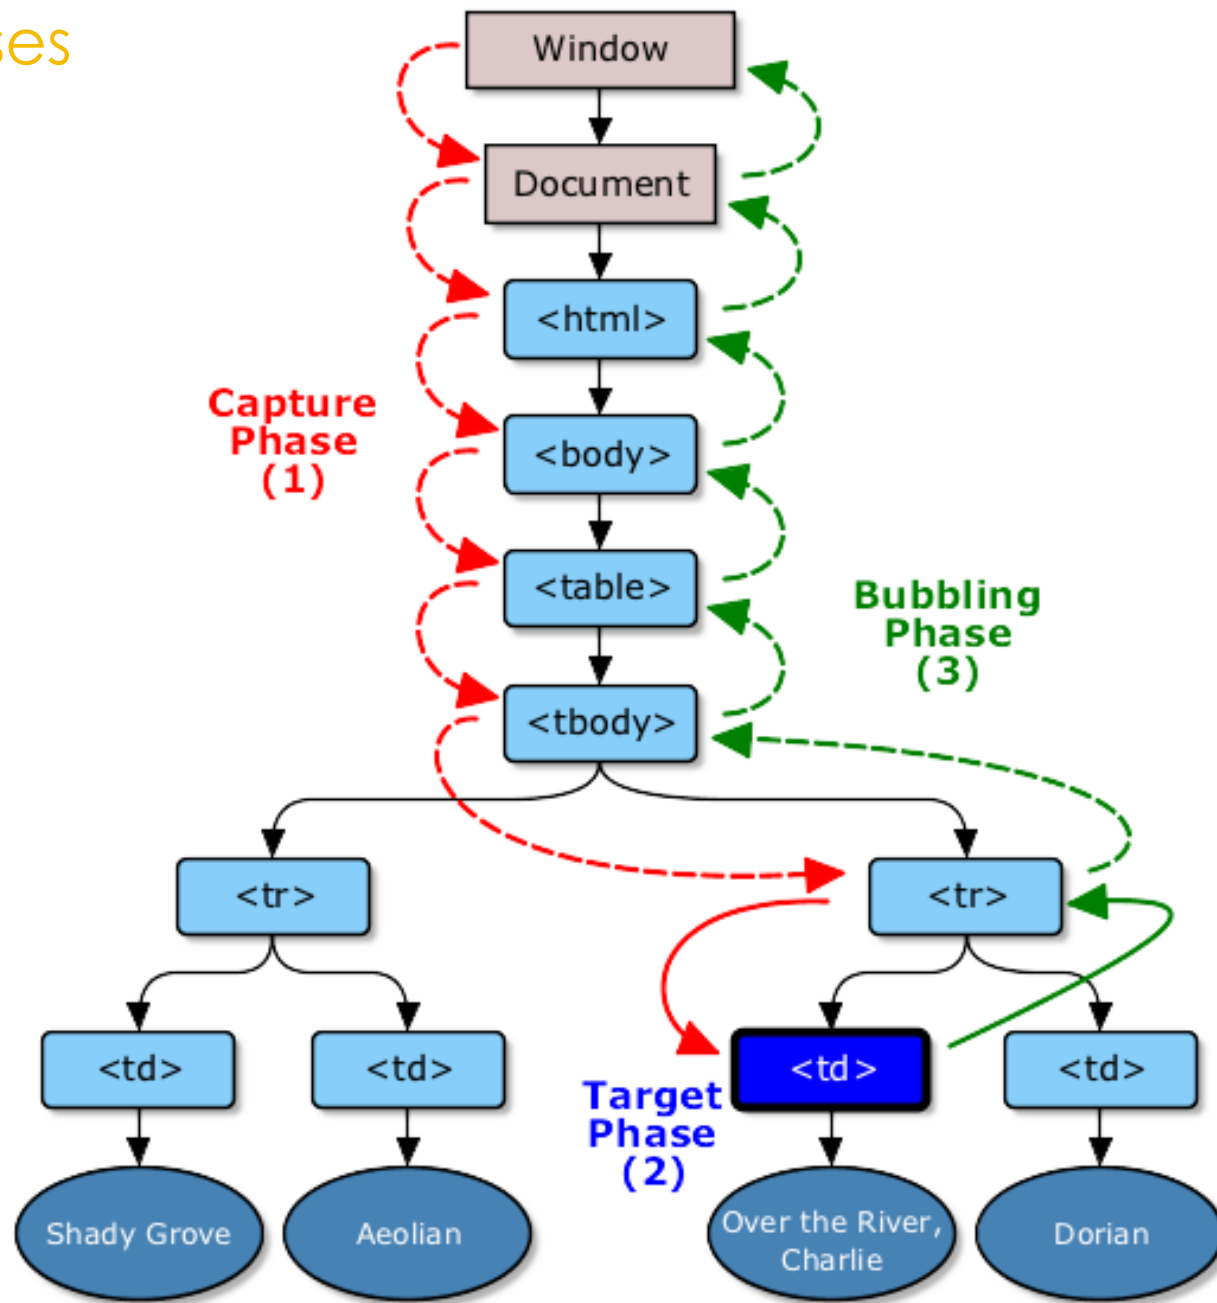 ses
Window
Document
<html>
Capture
Phase
(1)
<body>
<table>
Bubbling
Phase
(3)
<tbody>
<tr>
<tr>
<td>
<td>
<td>
<td>
Target
Phase
(2)
Shady Grove
Aeolian
Over the River,
Charlie
Dorian